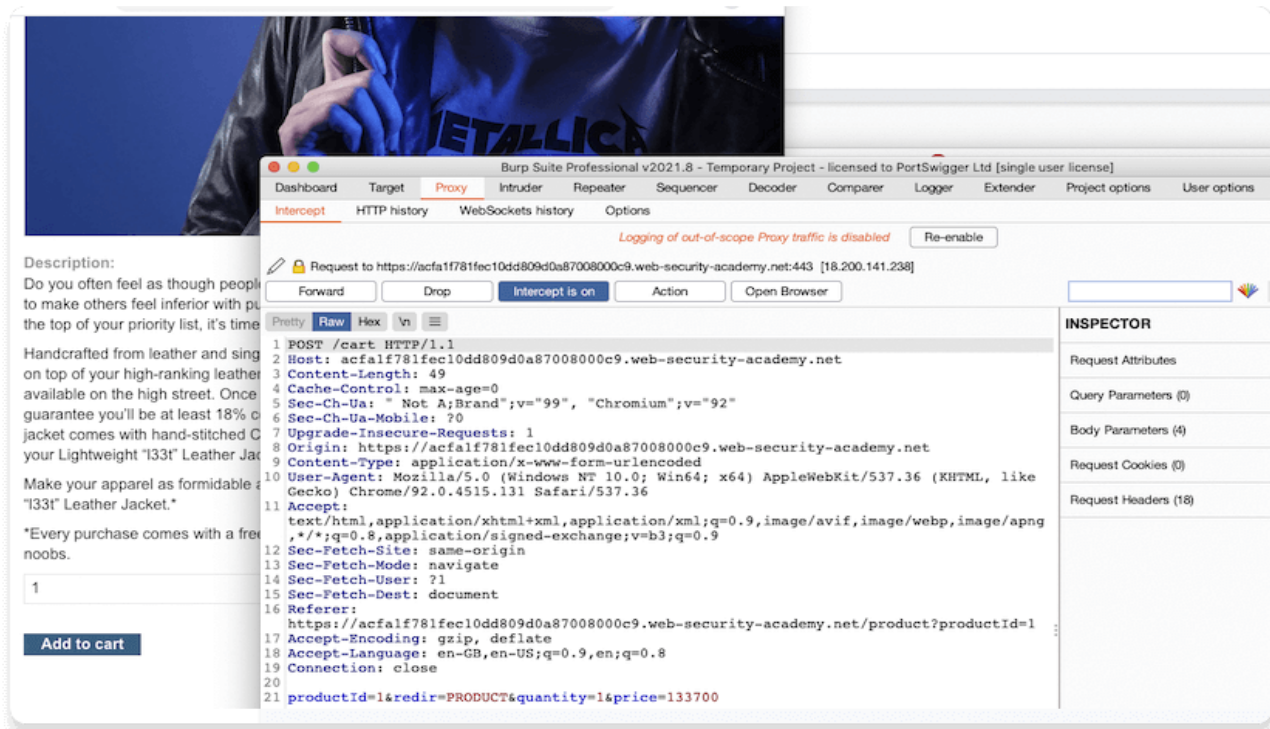 METALLICA
Description:
Do you often feel as though people
to make others feel inferior with pu
the top of your priority list, it's time
Handcrafted from leather and sing
on top of your high-ranking leather
available on the high street. Once
guarantee you'll be at least 18% c
jacket comes with hand-stitched C
your Lightweight "l33t" Leather Jac
Make your apparel as formidable a
"l33t" Leather Jacket.*
*Every purchase comes with a free
noobs.
1
Add to cart
Burp Suite Professional v2021.8 - Temporary Project - licensed to PortSwigger Ltd [single user license]
Dashboard Target Proxy Intruder Repeater Sequencer Decoder Comparer Logger Extender Project options User options
Intercept HTTP history WebSockets history Options
Logging of out-of-scope Proxy traffic is disabled Re-enable
Request to https://acfa1f781fec10dd809d0a87008000c9.web-security-academy.net:443 [18.200.141.238]
Forward Drop Intercept is on Action Open Browser
Pretty Raw Hex \n
1 POST /cart HTTP/1.1
2 Host: acfa1f781fec10dd809d0a87008000c9.web-security-academy.net
3 Content-Length: 49
4 Cache-Control: max-age=0
5 Sec-Ch-Ua: " Not A;Brand";v="99", "Chromium";v="92"
6 Sec-Ch-Ua-Mobile: ?0
7 Upgrade-Insecure-Requests: 1
8 Origin: https://acfa1f781fec10dd809d0a87008000c9.web-security-academy.net
9 Content-Type: application/x-www-form-urlencoded
10 User-Agent: Mozilla/5.0 (Windows NT 10.0; Win64; x64) AppleWebKit/537.36 (KHTML, like
Gecko) Chrome/92.0.4515.131 Safari/537.36
11 Accept:
text/html,application/xhtml+xml,application/xml;q=0.9,image/avif,image/webp,image/apng
,*/*;q=0.8,application/signed-exchange;v=b3;q=0.9
12 Sec-Fetch-Site: same-origin
13 Sec-Fetch-Mode: navigate
14 Sec-Fetch-User: ?1
15 Sec-Fetch-Dest: document
16 Referer:
https://acfa1f781fec10dd809d0a87008000c9.web-security-academy.net/product?productId=1
17 Accept-Encoding: gzip, deflate
18 Accept-Language: en-GB,en-US;q=0.9,en;q=0.8
19 Connection: close
20
21 productId=1&redir=PRODUCT&quantity=1&price=133700
INSPECTOR
Request Attributes
Query Parameters (0)
Body Parameters (4)
Request Cookies (0)
Request Headers (18)